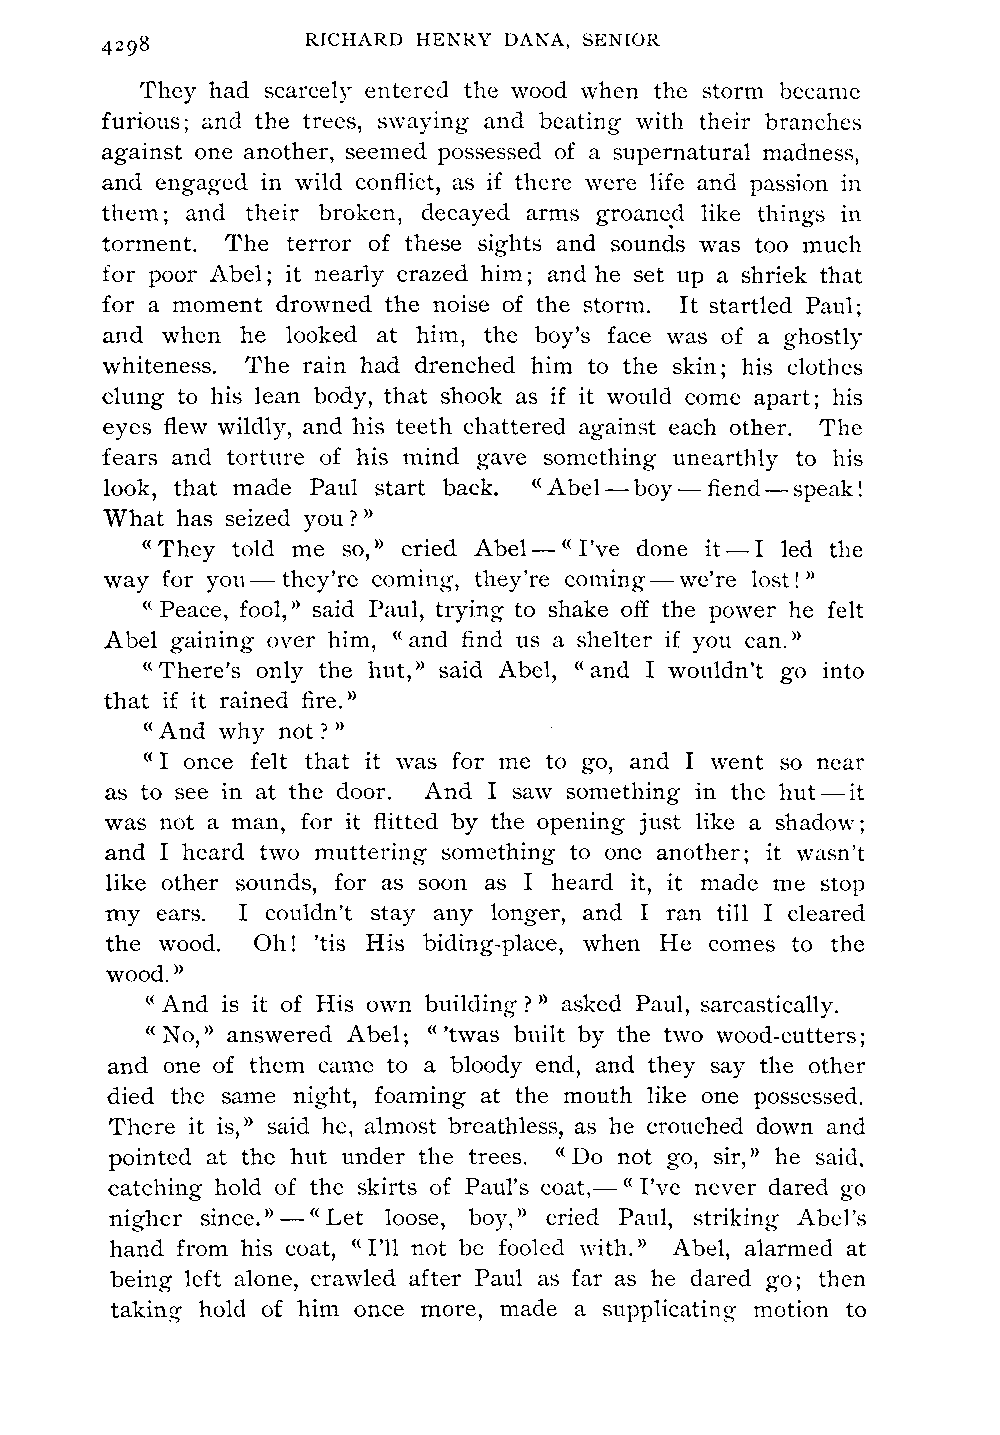 4298 RICHARD HENRY DANA, SENIOR
They had scarcely entered the wood when the storm became
furious; and the trees, swaying and beating with their branches
against one another, seemed possessed of a supernatural madness,
and engaged in wild conflict, as if there were life and passion in
them; and their broken, decayed arms groaned like things in
torment. The terror of these sights and sounds was too much
for poor Abel; it nearly crazed him; and he set up a shriek that
for a moment drowned the noise of the storm. It startled Paul;
and when he looked at him, the boy's face was of a ghostly
whiteness. The rain had drenched him to the skin; his clothes
clung to his lean body, that shook as if it would come apart; his
eyes flew wildly, and his teeth chattered against each other. The
fears and torture of his mind gave something unearthly to his
look, that made Paul start back. «Abel — boy — fiend — speak!
What has seized you?»
«They told me so,» cried Abel — «I've done it — I led the
way for you — they're coming, they're coming — we're lost!»
«Peace, fool,» said Paul, trying to shake off the power he felt
Abel gaining over him, «and find us a shelter if you can.»
«There's only the hut,» said Abel, «and I wouldn't go into
that if it rained fire.»
«And why not?»
«I once felt that it was for me to go, and I went so near
as to see in at the door. And I saw something in the hut — it
was not a man, for it flitted by the opening just like a shadow;
and I heard two muttering something to one another; it wasn't
like other sounds, for as soon as I heard it, it made me stop
my ears. I couldn't stay any longer, and I ran till I cleared
the wood. Oh! 'tis His biding-place, when He comes to the
wood.»
«And is it of His own building?» asked Paul, sarcastically.
«No,» answered Abel; «'twas built by the two wood-cutters;
and one of them came to a bloody end, and they say the other
died the same night, foaming at the mouth like one possessed.
There it is,» said he, almost breathless, as he crouched down and
pointed at the hut under the trees. «Do not go, sir,» he said,
catching hold of the skirts of Paul's coat,— «I've never dared go
nigher since.» — «Let loose, boy,» cried Paul, striking Abel's
hand from his coat, «I'll not be fooled with.» Abel, alarmed at
being left alone, crawled after Paul as far as he dared go; then
taking hold of him once more, made a supplicating motion to